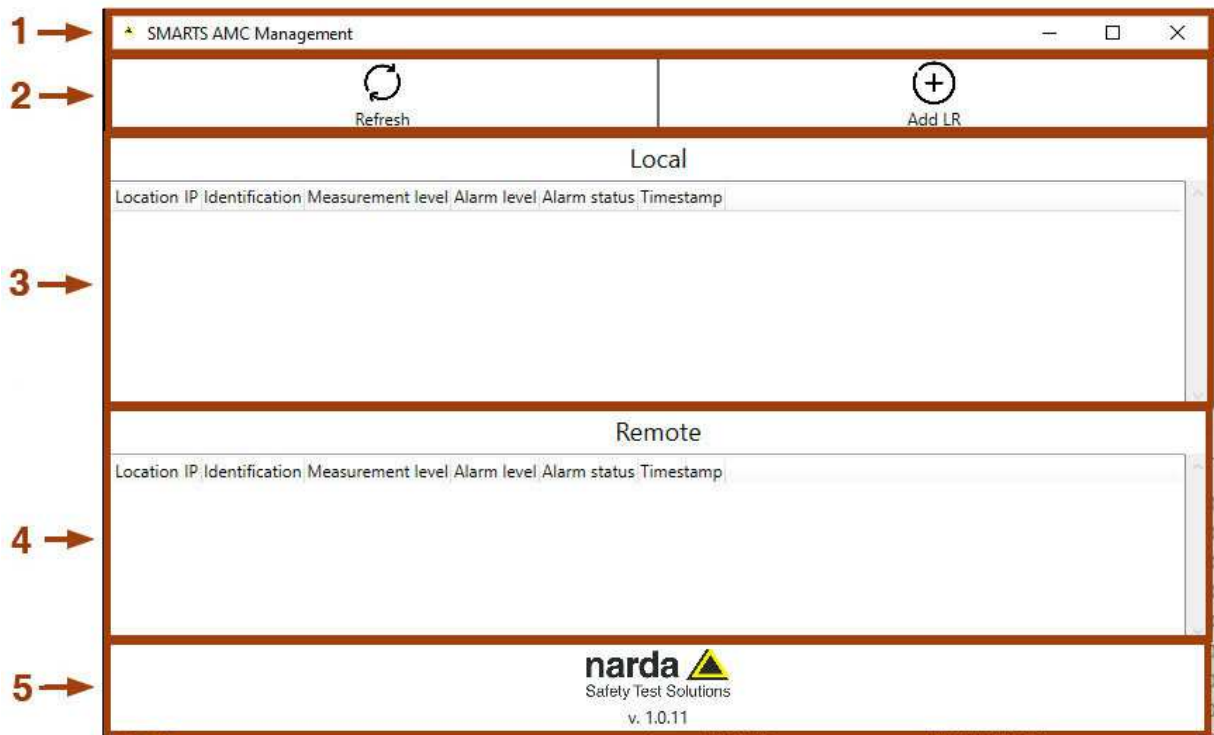 1
SMARTS AMC Management
2
Refresh
Add LR
Local
Location IP Identification Measurement level Alarm level Alarm status Timestamp
3
Remote
Location IP Identification Measurement level Alarm level Alarm status Timestamp
4
narda
Safety Test Solutions
5
v. 1.0.11